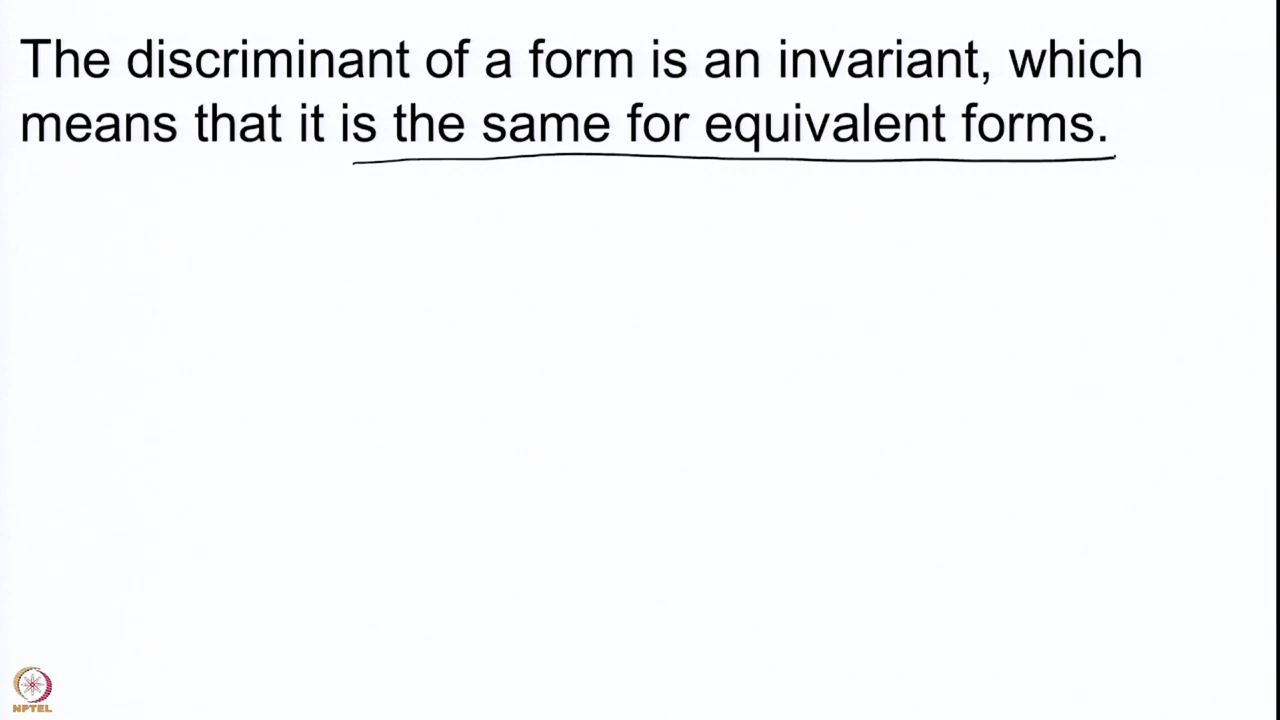 The discriminant of a form is an invariant, which
means that it is the same for equivalent forms.
NPTEL